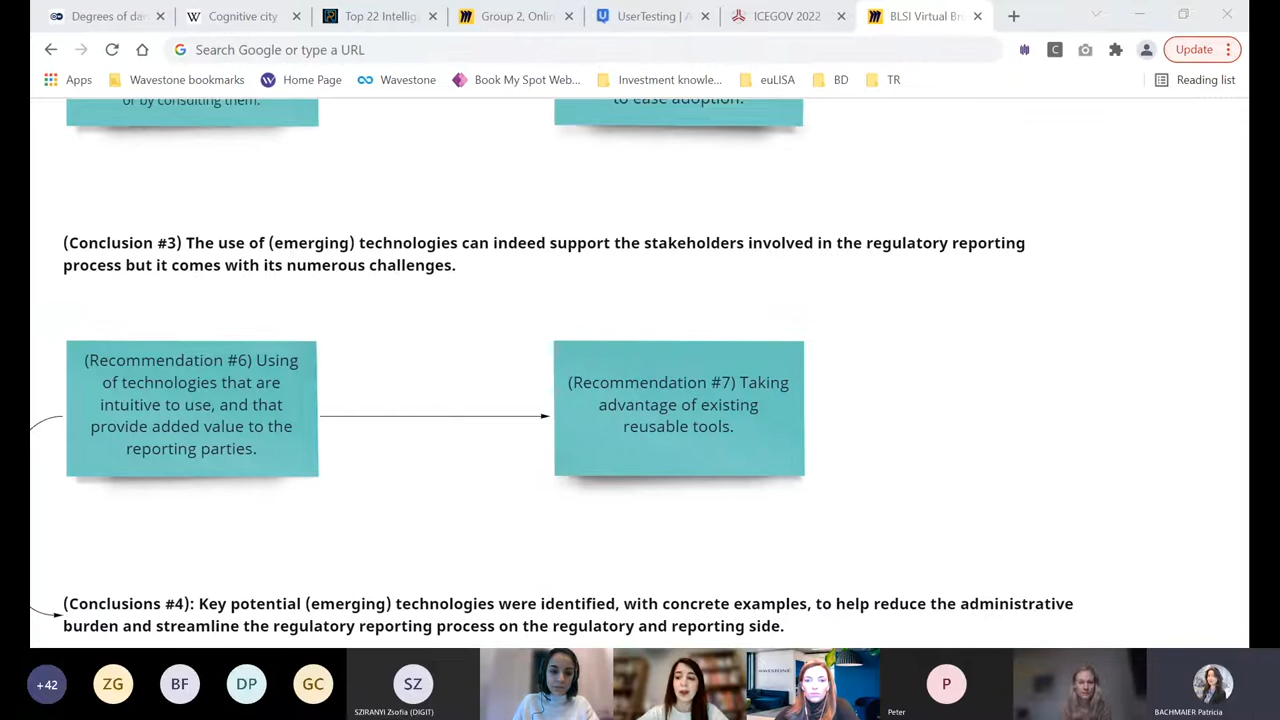 Degrees of dar
Cognitive city
Top 22 Intellig
Group 2, Onlin
UserTesting | A
ICEGOV 2022
BLSI Virtual Br
Search Google or type a URL
C
Update
Apps
Wavestone bookmarks
Home Page
Wavestone
Book My Spot Web...
Investment knowle...
euLISA
BD
TR
Reading list
or by consulting them.
to ease adoption.
(Conclusion #3) The use of (emerging) technologies can indeed support the stakeholders involved in the regulatory reporting
process but it comes with its numerous challenges.
(Recommendation #6) Using
of technologies that are
intuitive to use, and that
provide added value to the
reporting parties.
(Recommendation #7) Taking
advantage of existing
reusable tools.
(Conclusions #4): Key potential (emerging) technologies were identified, with concrete examples, to help reduce the administrative
burden and streamline the regulatory reporting process on the regulatory and reporting side.
+42
ZG
BF
DP
GC
SZ
SZIRANYI Zsofia (DIGIT)
WAVESTONE
P
Peter
BACHMAIER Patricia